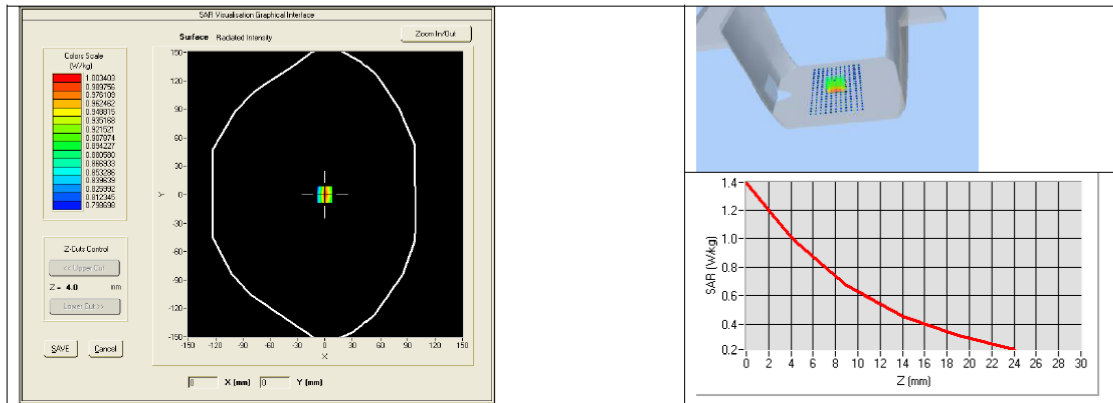 SAR Visualisation Graphical Interface
Surface Radiated Intensity
Zoom In/Out
Colors Scale
(W/kg)
1.003403
0.989756
0.976109
0.962462
0.948815
0.935168
0.921521
0.907874
0.894227
0.880580
0.866933
0.853286
0.839639
0.825992
0.812345
0.798698
Z-Cuts Control
<< Upper Cut
Z = 4.0 mm
Lower Cut >>
SAVE Cancel
150
120
90
60
30
0
-30
-60
-90
-120
-150
Y
-150 -120 -90 -60 -30 0 30 60 90 120 150
X
0 X (mm) 0 Y (mm)
1.4
1.2
1.0
0.8
0.6
0.4
0.2
SAR (W/kg)
0 2 4 6 8 10 12 14 16 18 20 22 24 26 28 30
Z (mm)